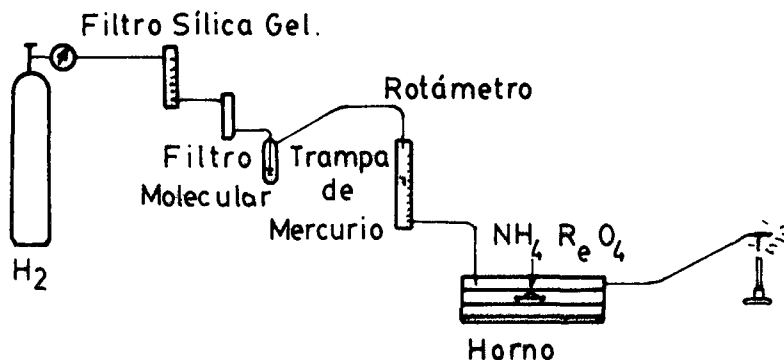 Filtro Sílica Gel.
Rotámetro
Filtro
Molecular
Trampa
de
Mercurio
H₂
NH₄ ReO₄
Horno